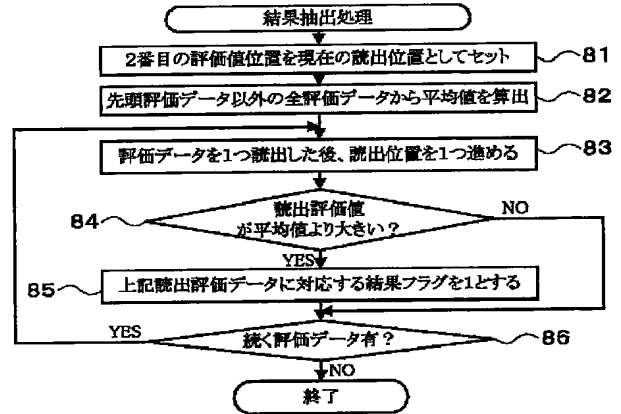 結果抽出処理
2番目の評価値位置を現在の読出位置としてセット
81
先頭評価データ以外の全評価データから平均値を算出
82
評価データを1つ読出した後、読出位置を1つ進める
83
84
読出評価値
が平均値より大きい?
NO
YES
85
上記読出評価データに対応する結果フラグを1とする
YES
続く評価データ有?
86
NO
終了